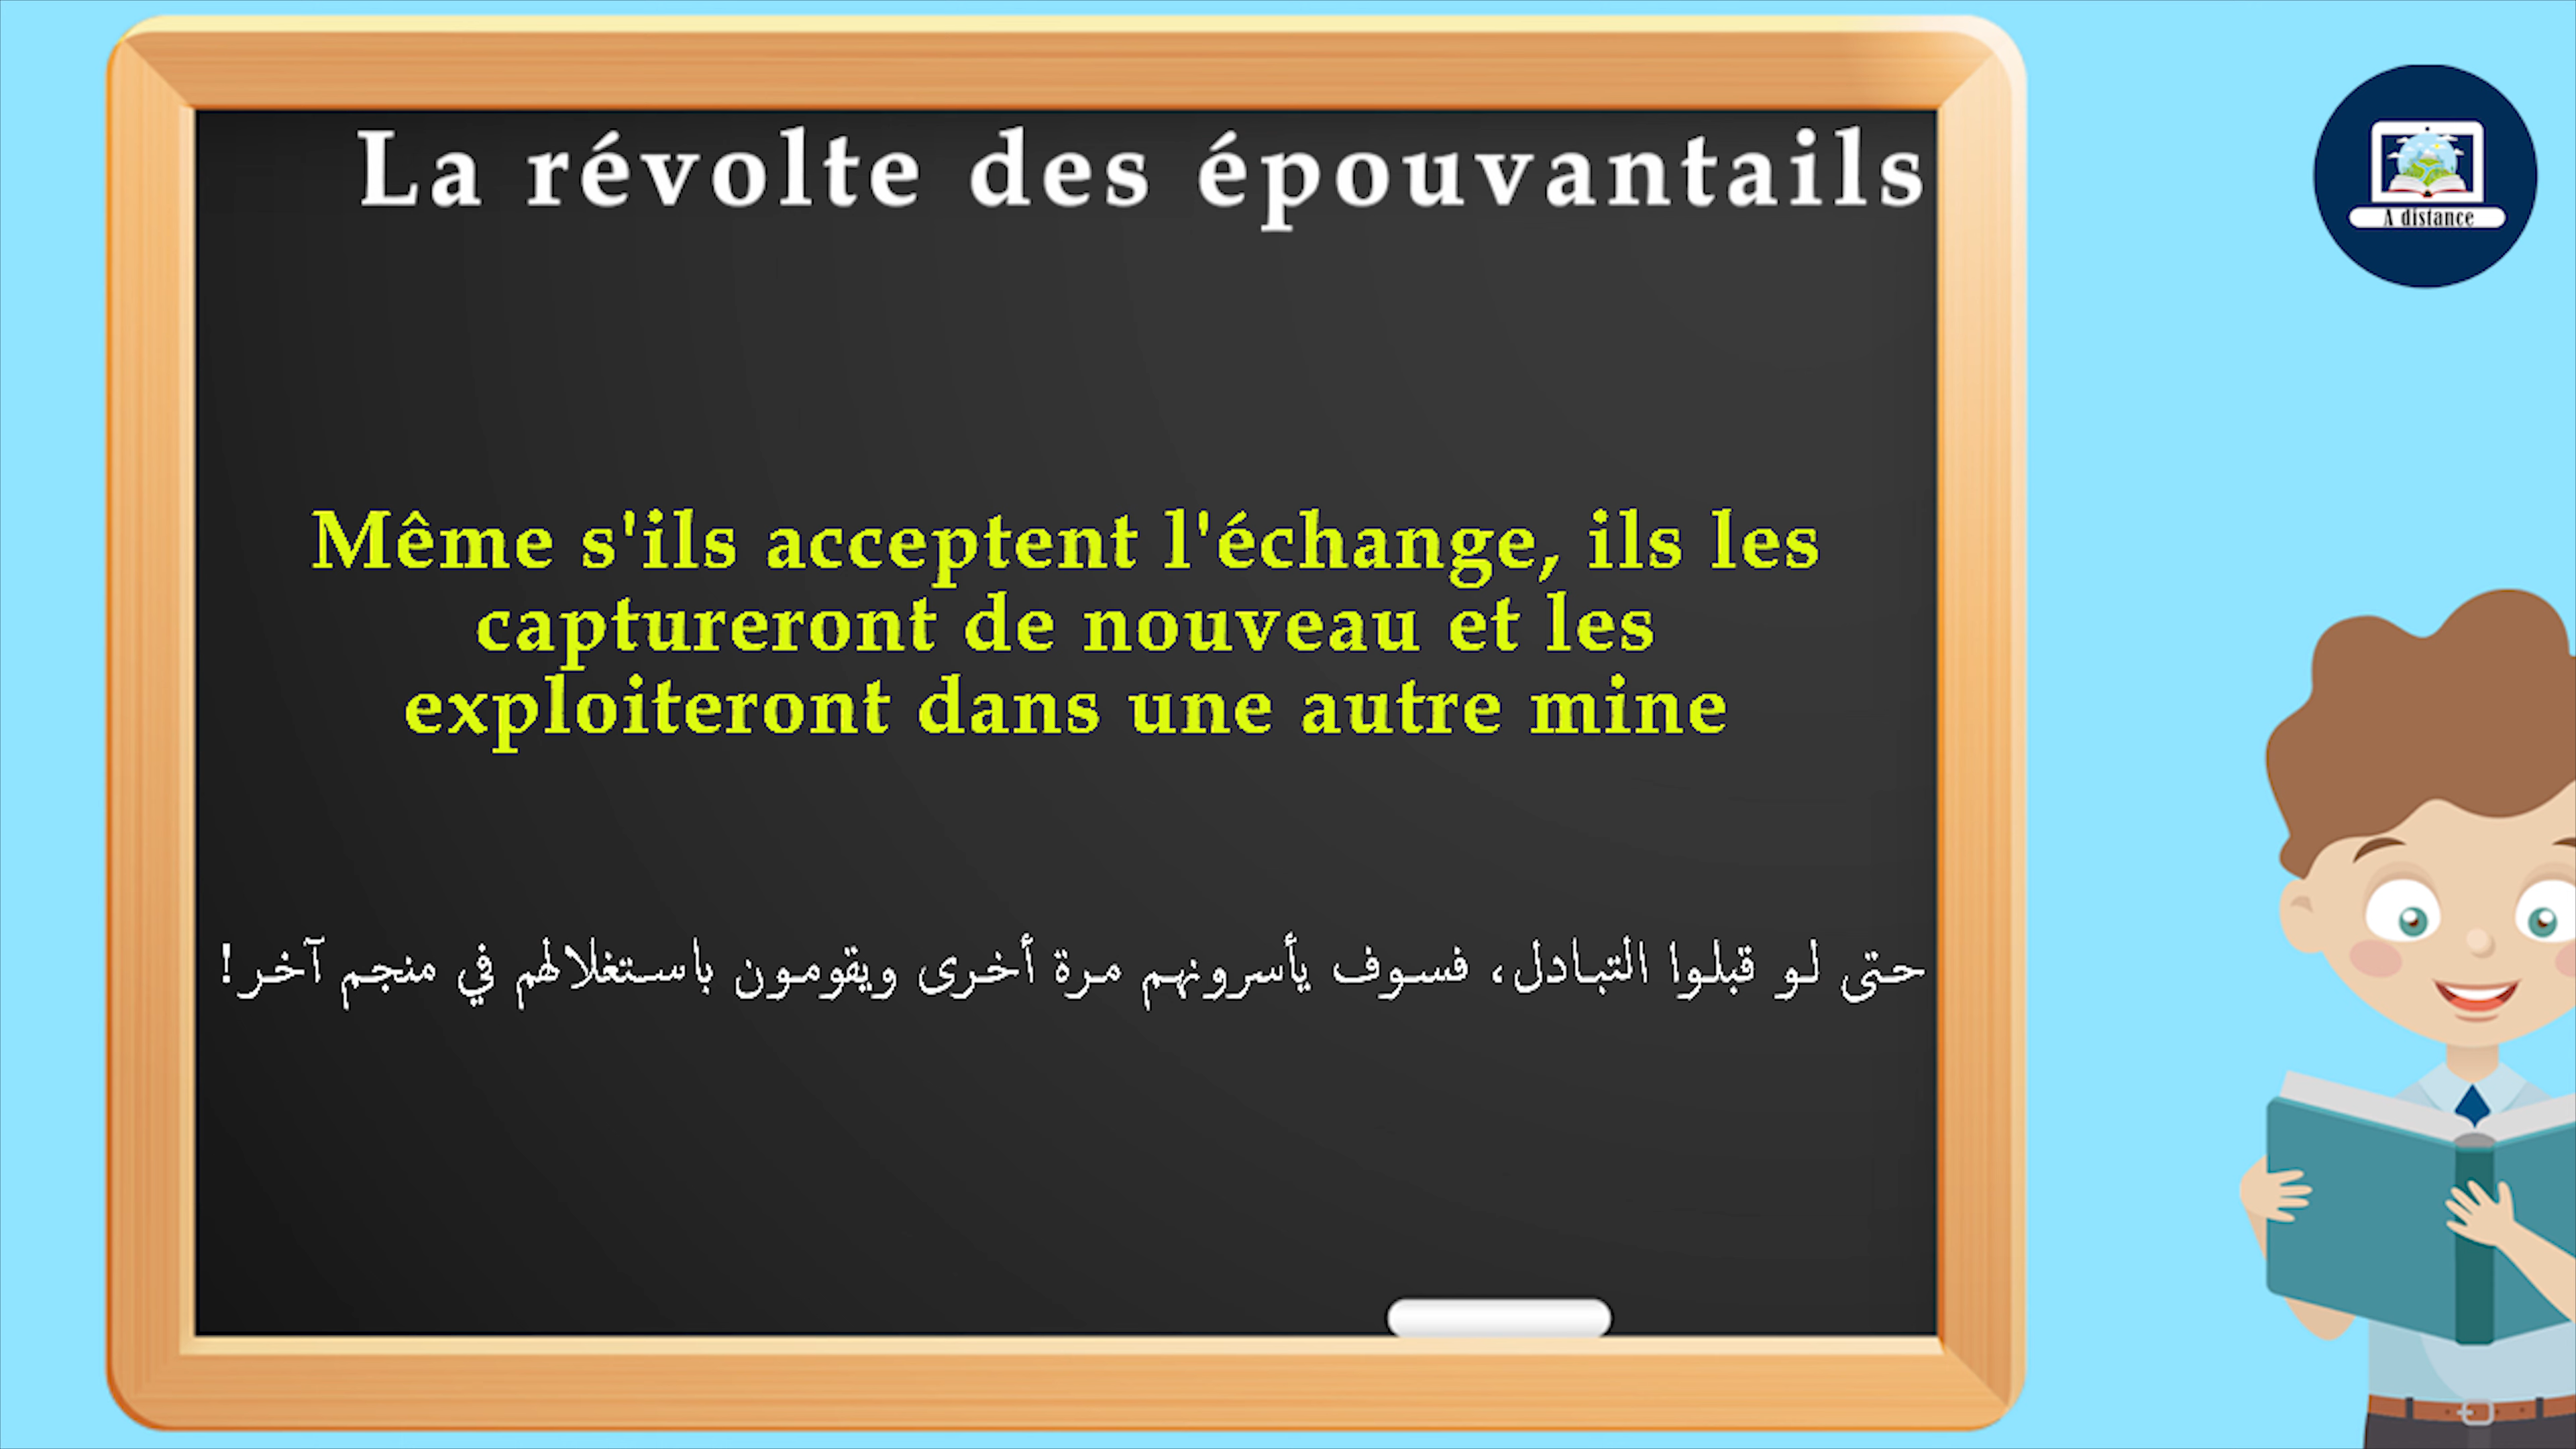 La révolte des épouvantails
A distance
Même s'ils acceptent l'échange, ils les
captureront de nouveau et les
exploiteront dans une autre mine
حتى لو قبلوا التبادل، فسوف يأسرونهم مرة أخرى ويقومون باستغلالهم في منجم آخر!